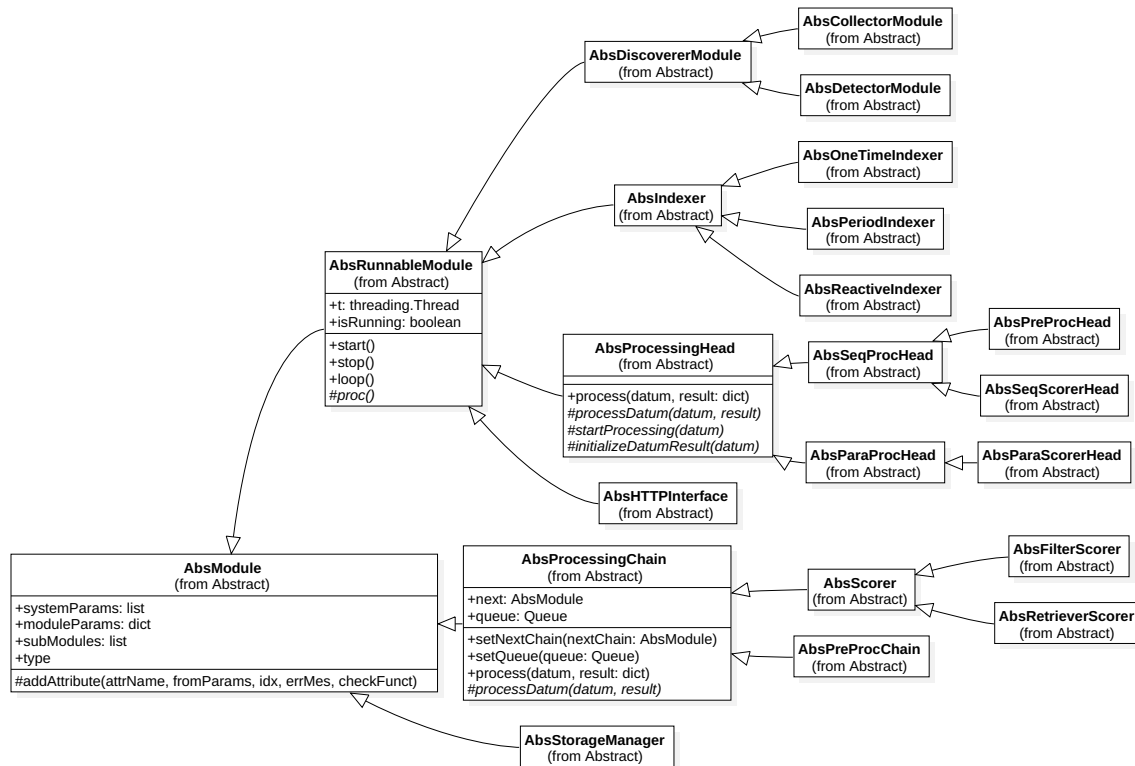 AbsCollectorModule
(from Abstract)
AbsDiscovererModule
(from Abstract)
AbsDetectorModule
(from Abstract)
AbsOneTimeIndexer
(from Abstract)
AbsIndexer
(from Abstract)
AbsPeriodIndexer
(from Abstract)
AbsReactiveIndexer
(from Abstract)
AbsRunnableModule
(from Abstract)
+t: threading.Thread
+isRunning: boolean
+start()
+stop()
+loop()
#proc()
AbsProcessingHead
(from Abstract)
+process(datum, result: dict)
#processDatum(datum, result)
#startProcessing(datum)
#initializeDatumResult(datum)
AbsSeqProcHead
(from Abstract)
AbsPreProcHead
(from Abstract)
AbsSeqScorerHead
(from Abstract)
AbsParaProcHead
(from Abstract)
AbsParaScorerHead
(from Abstract)
AbsHTTPInterface
(from Abstract)
AbsModule
(from Abstract)
+systemParams: list
+moduleParams: dict
+subModules: list
+type
#addAttribute(attrName, fromParams, idx, errMes, checkFunct)
AbsProcessingChain
(from Abstract)
+next: AbsModule
+queue: Queue
+setNextChain(nextChain: AbsModule)
+setQueue(queue: Queue)
+process(datum, result: dict)
#processDatum(datum, result)
AbsScorer
(from Abstract)
AbsFilterScorer
(from Abstract)
AbsRetrieverScorer
(from Abstract)
AbsPreProcChain
(from Abstract)
AbsStorageManager
(from Abstract)